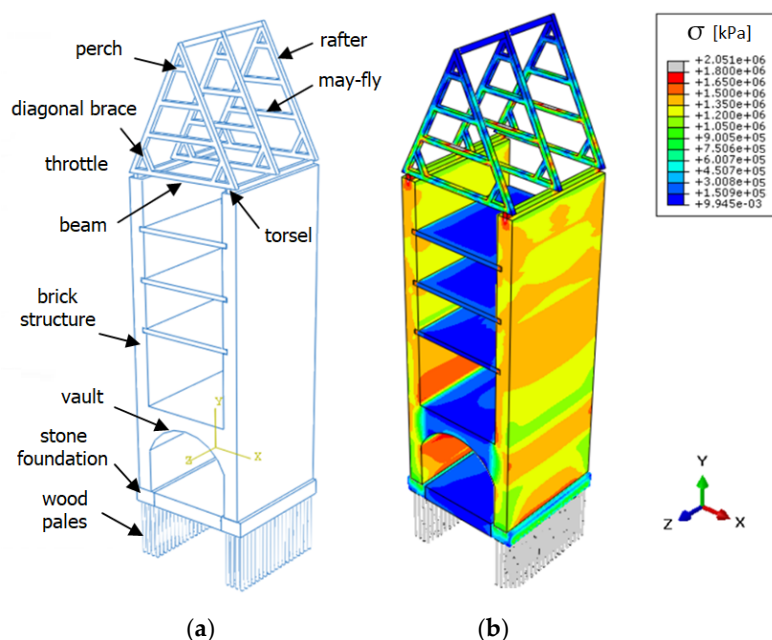 perch
rafter
may-fly
diagonal brace
throttle
beam
torsel
brick
structure
vault
stone
foundation
wood
pales
Y
Z
X
(a)
σ [kPa]
+2.051e+06
+1.800e+06
+1.650e+06
+1.500e+06
+1.350e+06
+1.200e+06
+1.050e+06
+9.005e+05
+7.506e+05
+6.007e+05
+4.507e+05
+3.008e+05
+1.509e+05
+9.945e-03
Y
Z
X
(b)